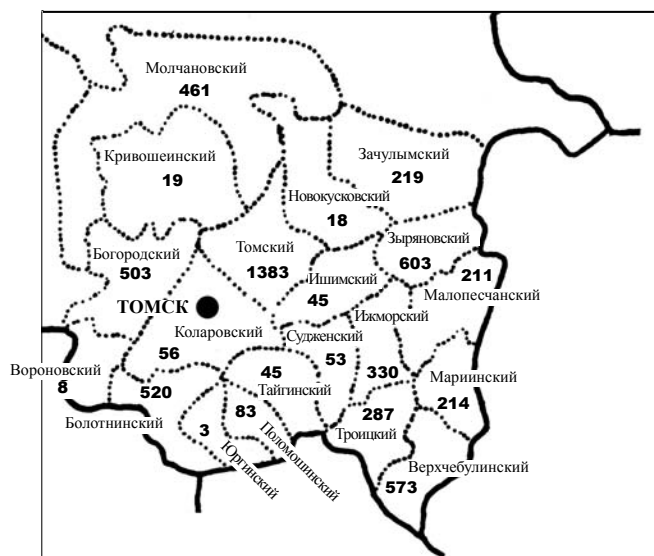 Молчановский
461
Кривошеинский
19
Зачулымский
219
Новокусковский
18
Богородский
503
Томский
1383
Зыряновский
603
211
Малопесчанский
Ишимский
45
ТОМСК
Коларовский
56
Ижморский
330
Судженский
53
Вороновский
8
520
Болотнинский
45
Тайгинский
Мариинский
214
83
Поломошинский
3
Юргинский
287
Троицкий
Верхчебулинский
573